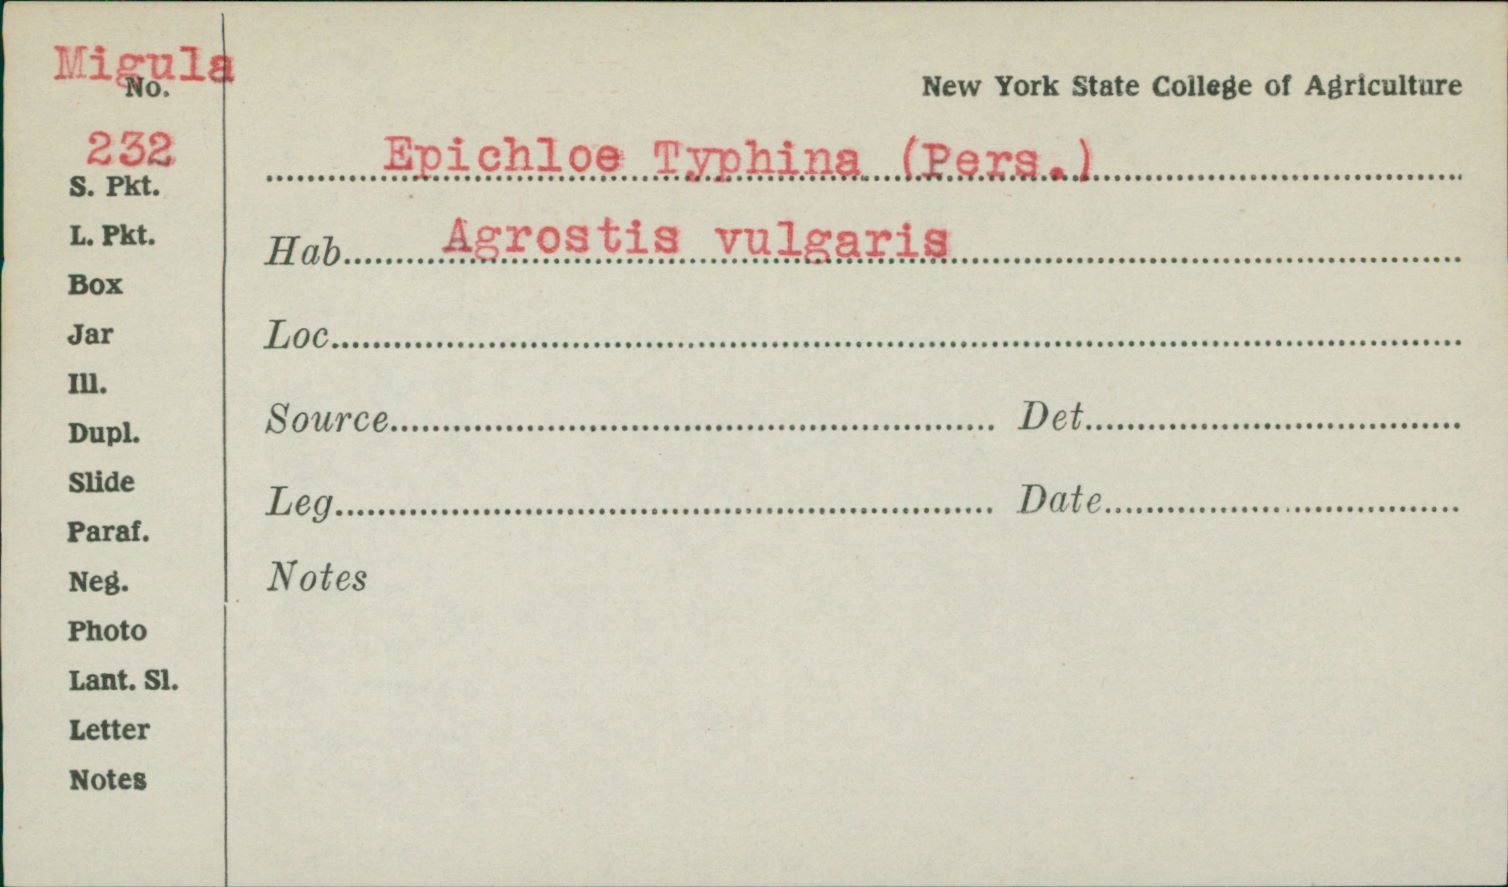 Migula
No.
New York State College of Agriculture
232
Epichloe Typhina (Pers.)
S. Pkt.
L. Pkt.
Hab. Agrostis vulgaris
Box
Jar
Loc.
Ill.
Dupl.
Source Det.
Slide
Leg. Date
Paraf.
Neg.
Notes
Photo
Lant. Sl.
Letter
Notes